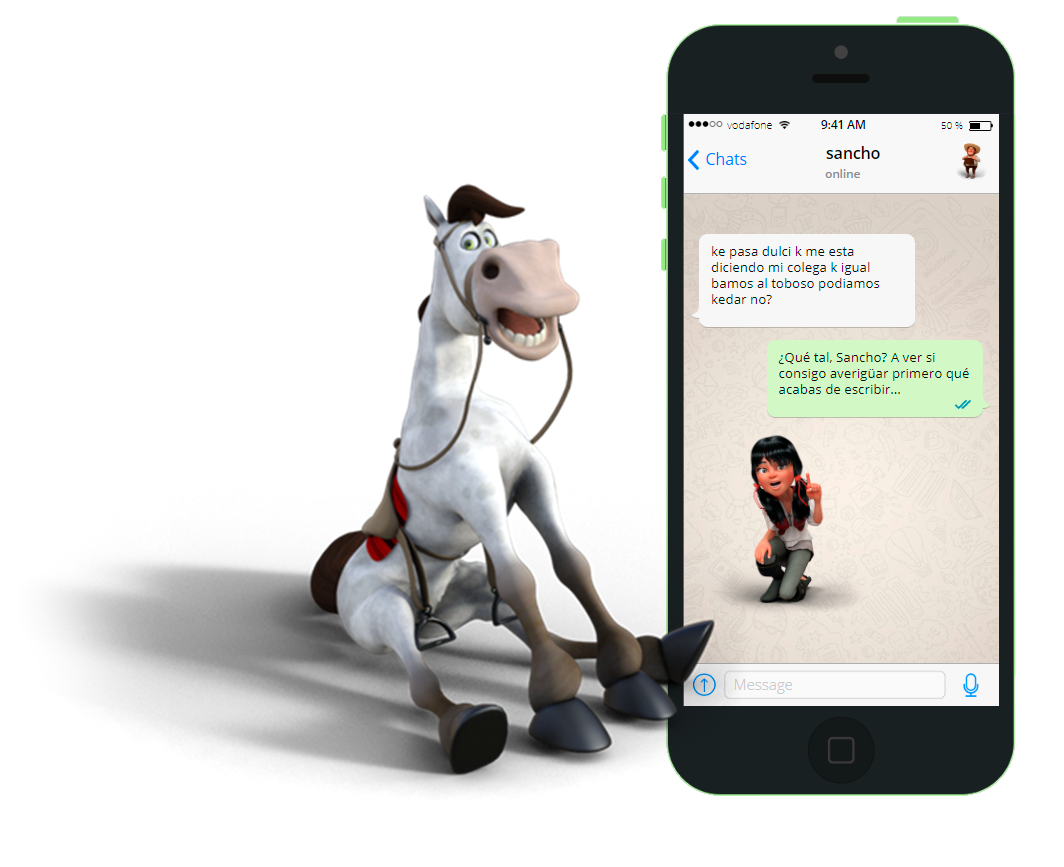 vodafone 9:41 AM 50 %
Chats sancho
online
ke pasa dulci k me esta
diciendo mi colega k igual
bamos al toboso podiamos
kedar no?
¿Qué tal, Sancho? A ver si
consigo averigüar primero qué
acabas de escribir...
Message